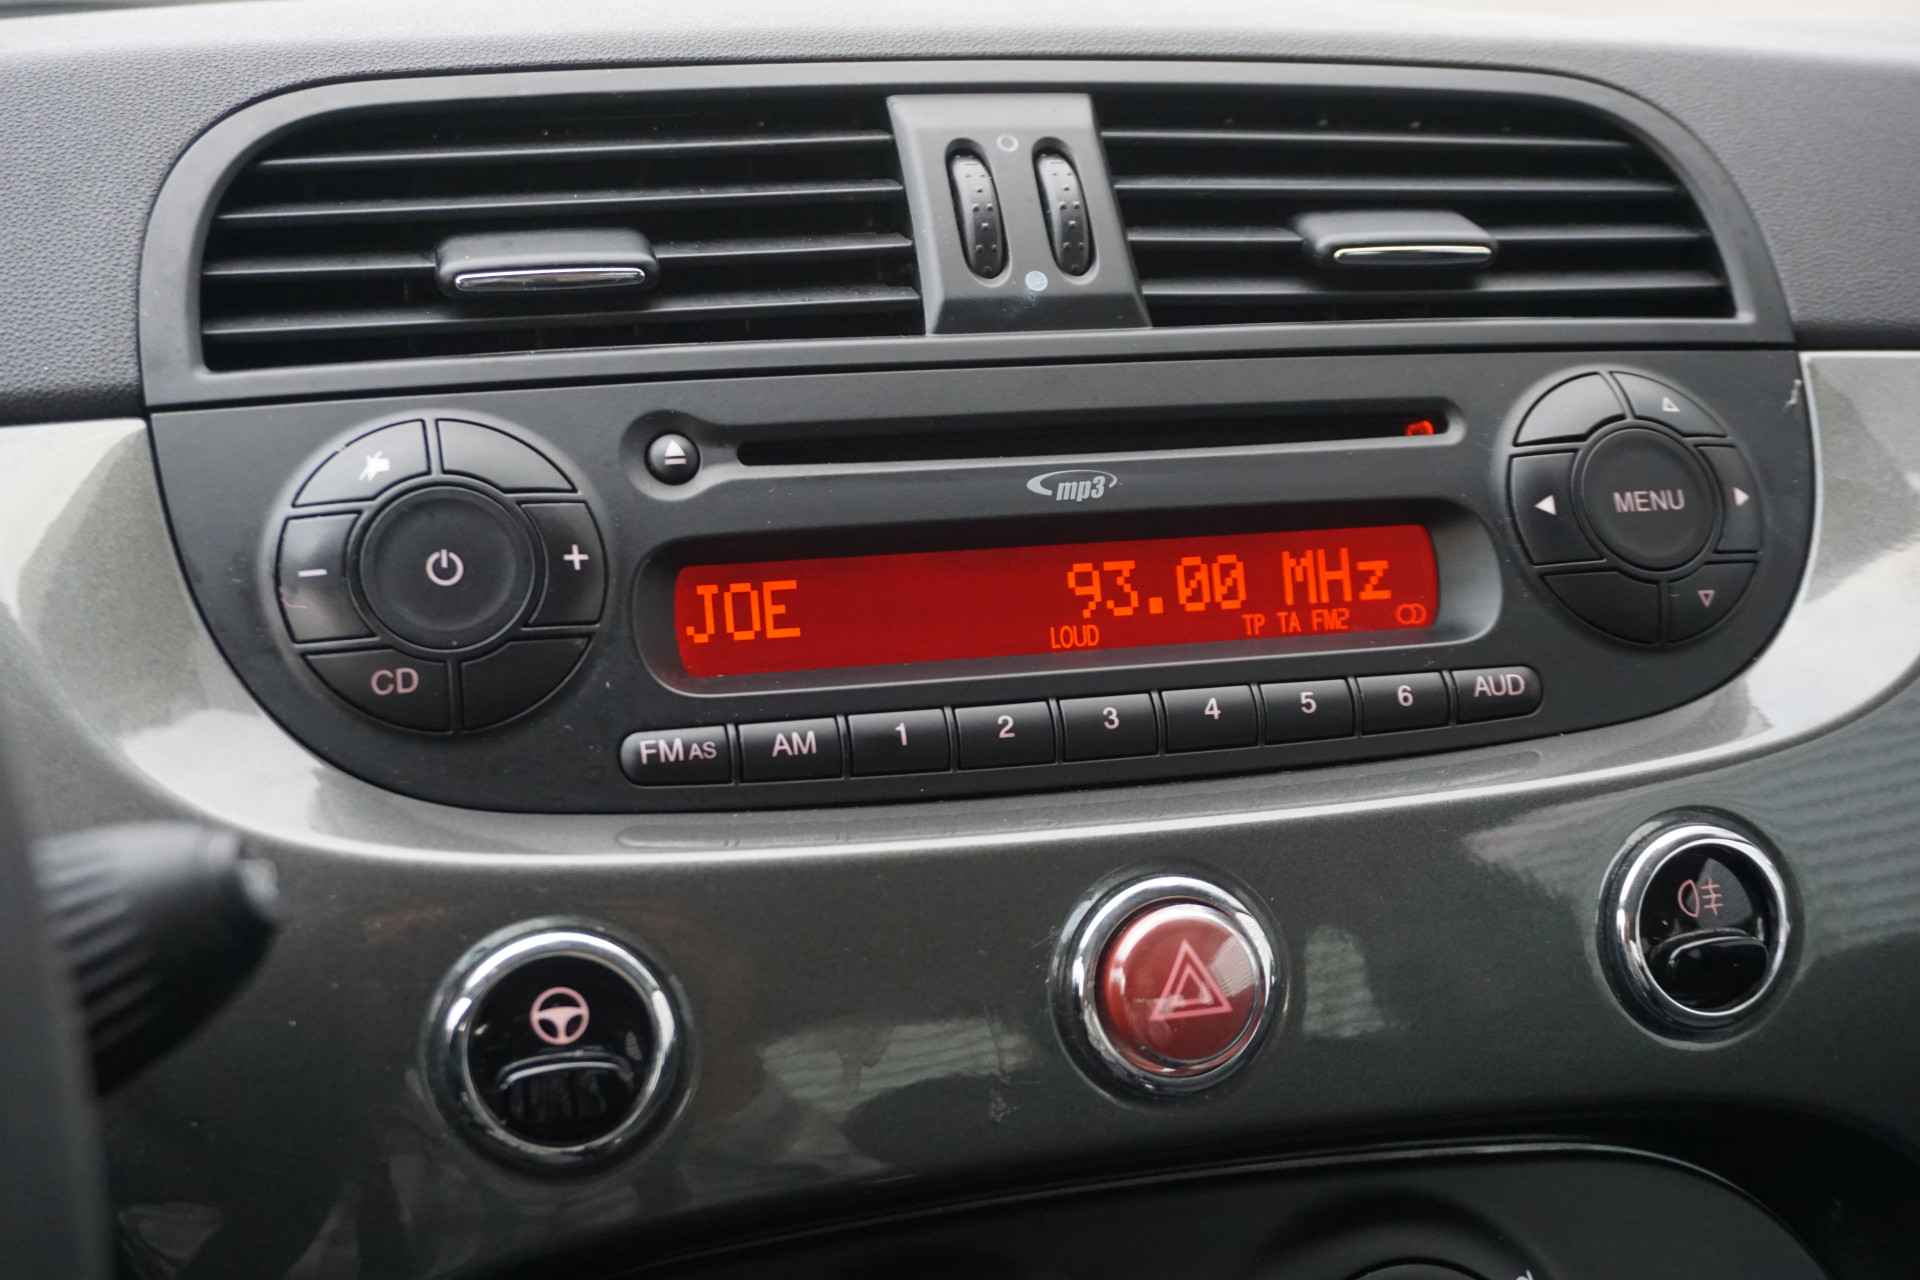 mp3
MENU
JOE 93.00 MHz
LOUD TP TA FM2
CD
FM AS AM 1 2 3 4 5 6 AUD